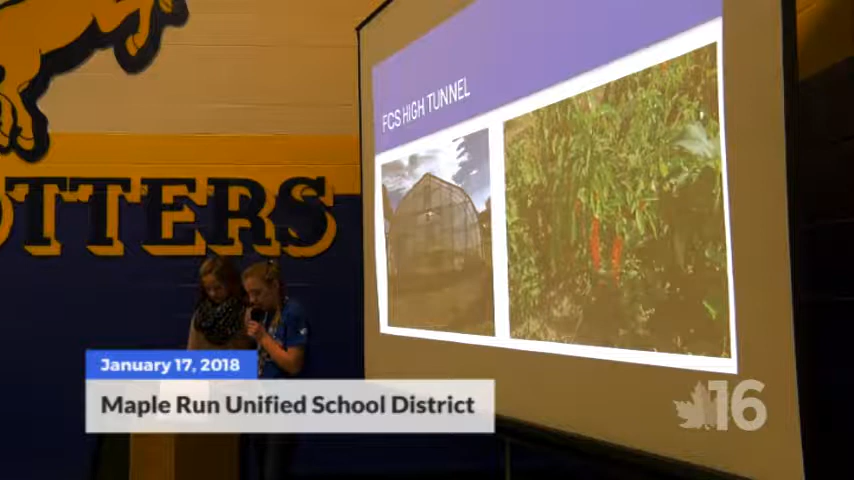 FCS HIGH TUNNEL
OTTERS
January 17, 2018
Maple Run Unified School District
16